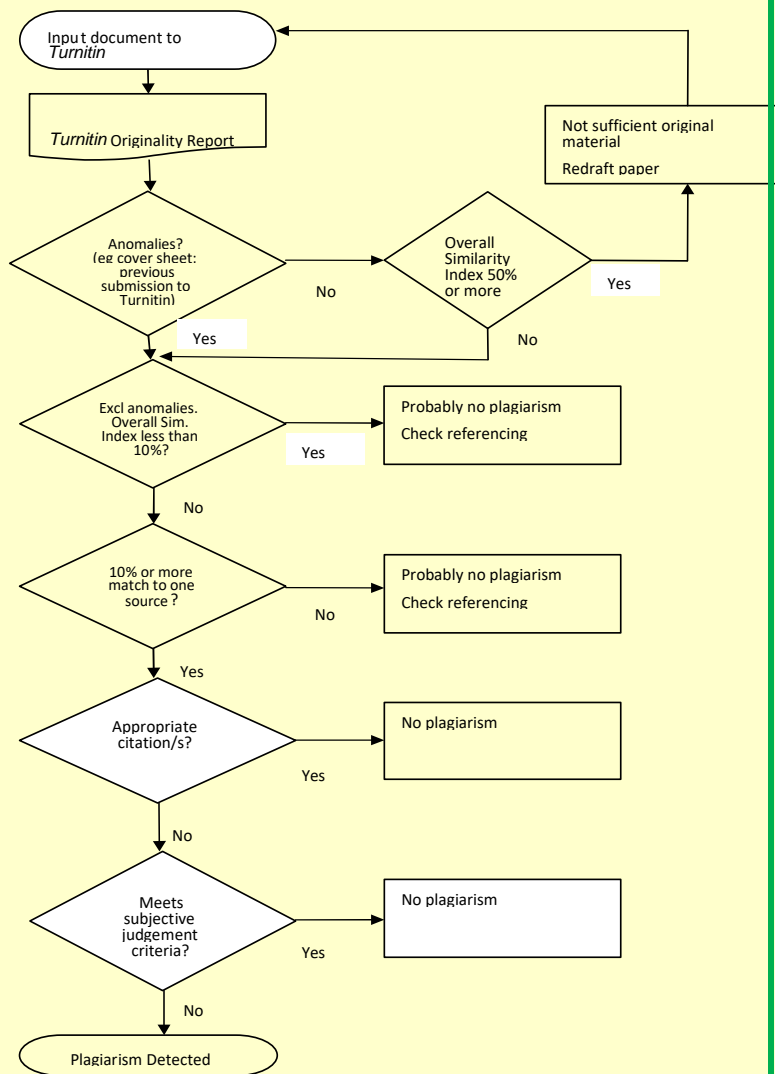 Input document to
Turnitin
Turnitin Originality Report
Not sufficient original
material
Redraft paper
Anomalies?
(eg cover sheet:
previous
submission to
Turnitin)
No
Overall
Similarity
Index 50%
or more
Yes
Yes
No
Excl anomalies.
Overall Sim.
Index less than
10%?
Yes
Probably no plagiarism
Check referencing
No
10% or more
match to one
source ?
No
Probably no plagiarism
Check referencing
Yes
Appropriate
citation/s?
Yes
No plagiarism
No
Meets
subjective
judgement
criteria?
Yes
No plagiarism
No
Plagiarism Detected